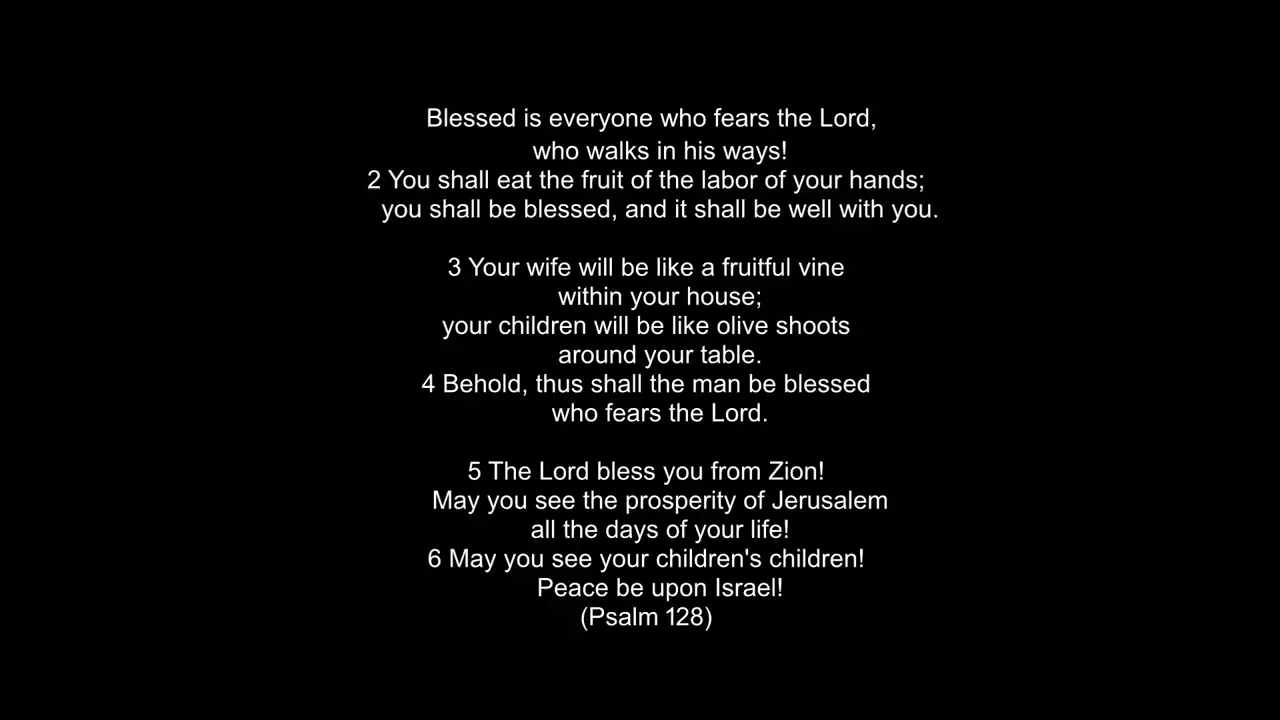 Blessed is everyone who fears the Lord,
who walks in his ways!
2 You shall eat the fruit of the labor of your hands;
you shall be blessed, and it shall be well with you.
3 Your wife will be like a fruitful vine
within your house;
your children will be like olive shoots
around your table.
4 Behold, thus shall the man be blessed
who fears the Lord.
5 The Lord bless you from Zion!
May you see the prosperity of Jerusalem
all the days of your life!
6 May you see your children's children!
Peace be upon Israel!
(Psalm 128)